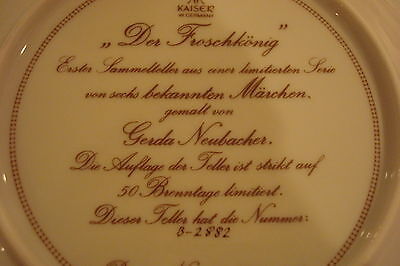 KAISER
W. GERMANY
„Der Froschkönig"
Erster Sammelteller aus einer limitierten Serie
von sechs bekannten Märchen,
gemalt von
Gerda Neubacher.
Die Auflage der Teller ist strikt auf
50 Brenntage limitiert.
Dieser Teller hat die Nummer:
B-2882